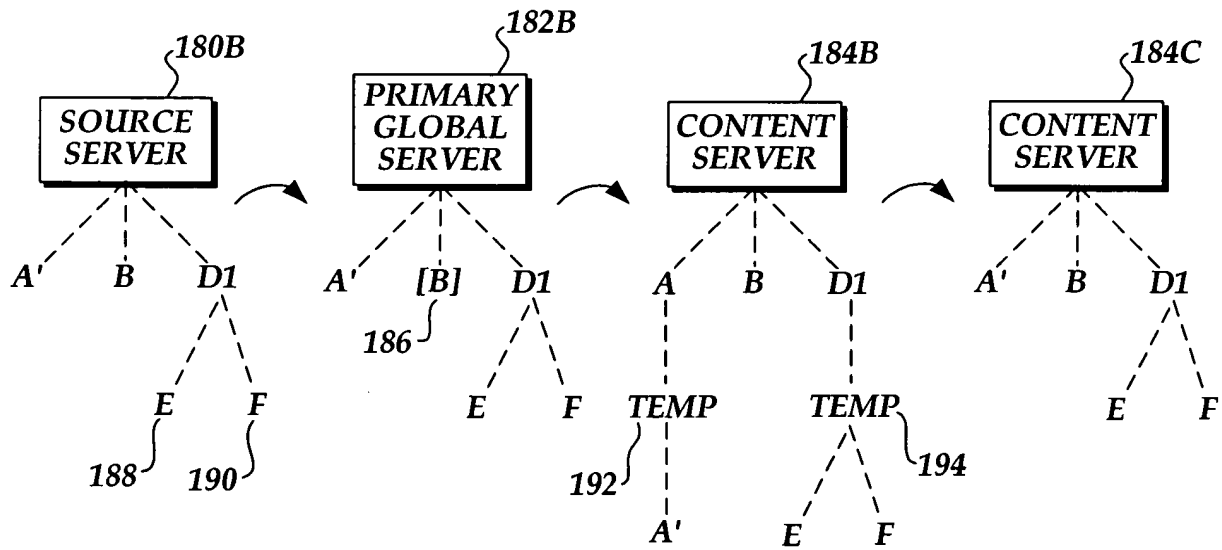 180B
182B
184B
184C
SOURCE
SERVER
PRIMARY
GLOBAL
SERVER
CONTENT
SERVER
CONTENT
SERVER
A' B D1
A' [B] D1
A B D1
A' B D1
186
E F
E F
TEMP
TEMP
E F
188
190
192
194
A'
E F